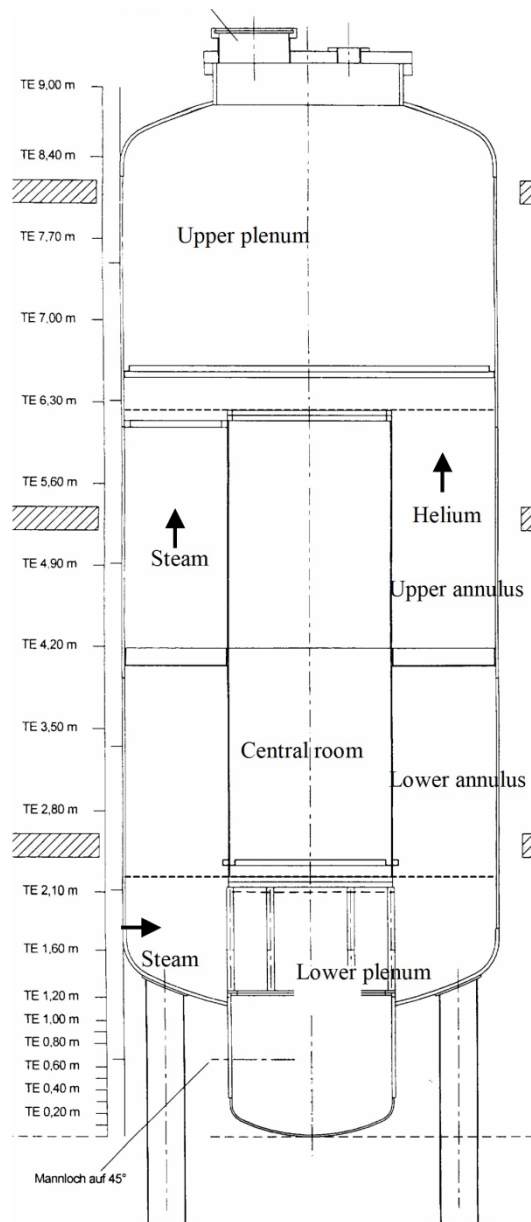 TE 9,00 m
TE 8,40 m
Upper plenum
TE 7,70 m
TE 7,00 m
TE 6,30 m
TE 5,60 m
Helium
Steam
TE 4,90 m
Upper annulus
TE 4,20 m
TE 3,50 m
Central room
Lower annulus
TE 2,80 m
TE 2,10 m
TE 1,60 m
Steam
Lower plenum
TE 1,20 m
TE 1,00 m
TE 0,80 m
TE 0,60 m
TE 0,40 m
TE 0,20 m
Mannloch auf 45°